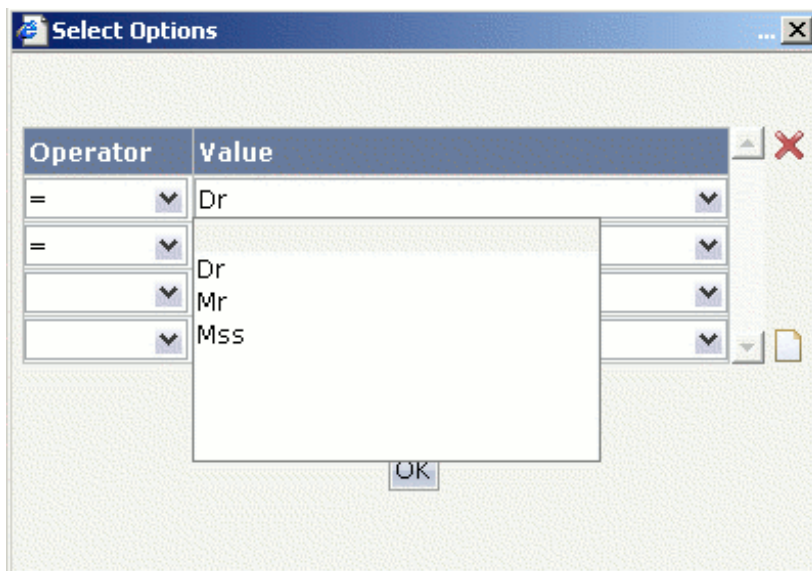 Select Options ...
Operator Value
= Dr
=
Dr
Mr
Mss
OK